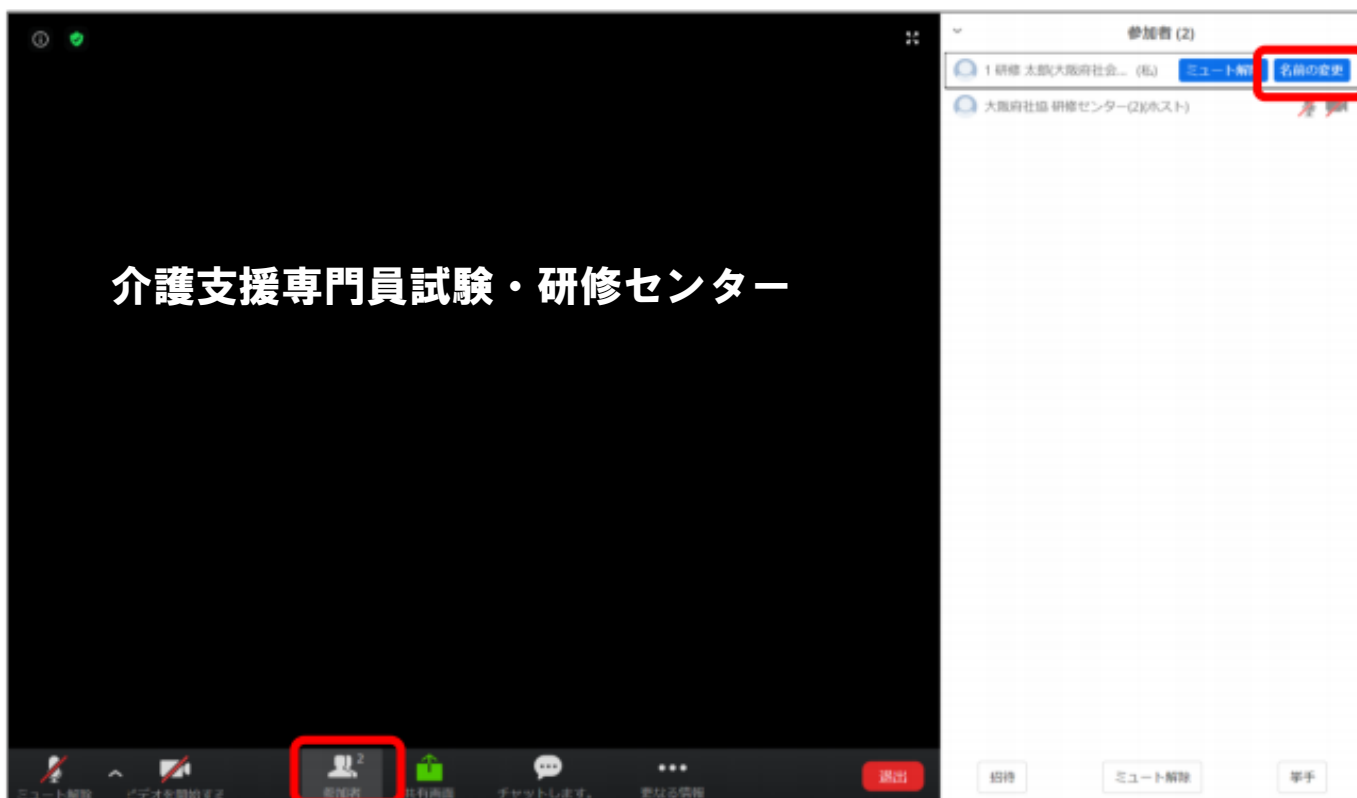 参加者 (2)
1 研修 太郎(大阪府社会... (私)
ミュート解除
名前の変更
大阪府社協 研修センター(2)(ホスト)
介護支援専門員試験・研修センター
ミュート解除
ビデオを開始する
2
参加者
共有画面
チャットします。
更なる情報
退出
招待
ミュート解除
挙手